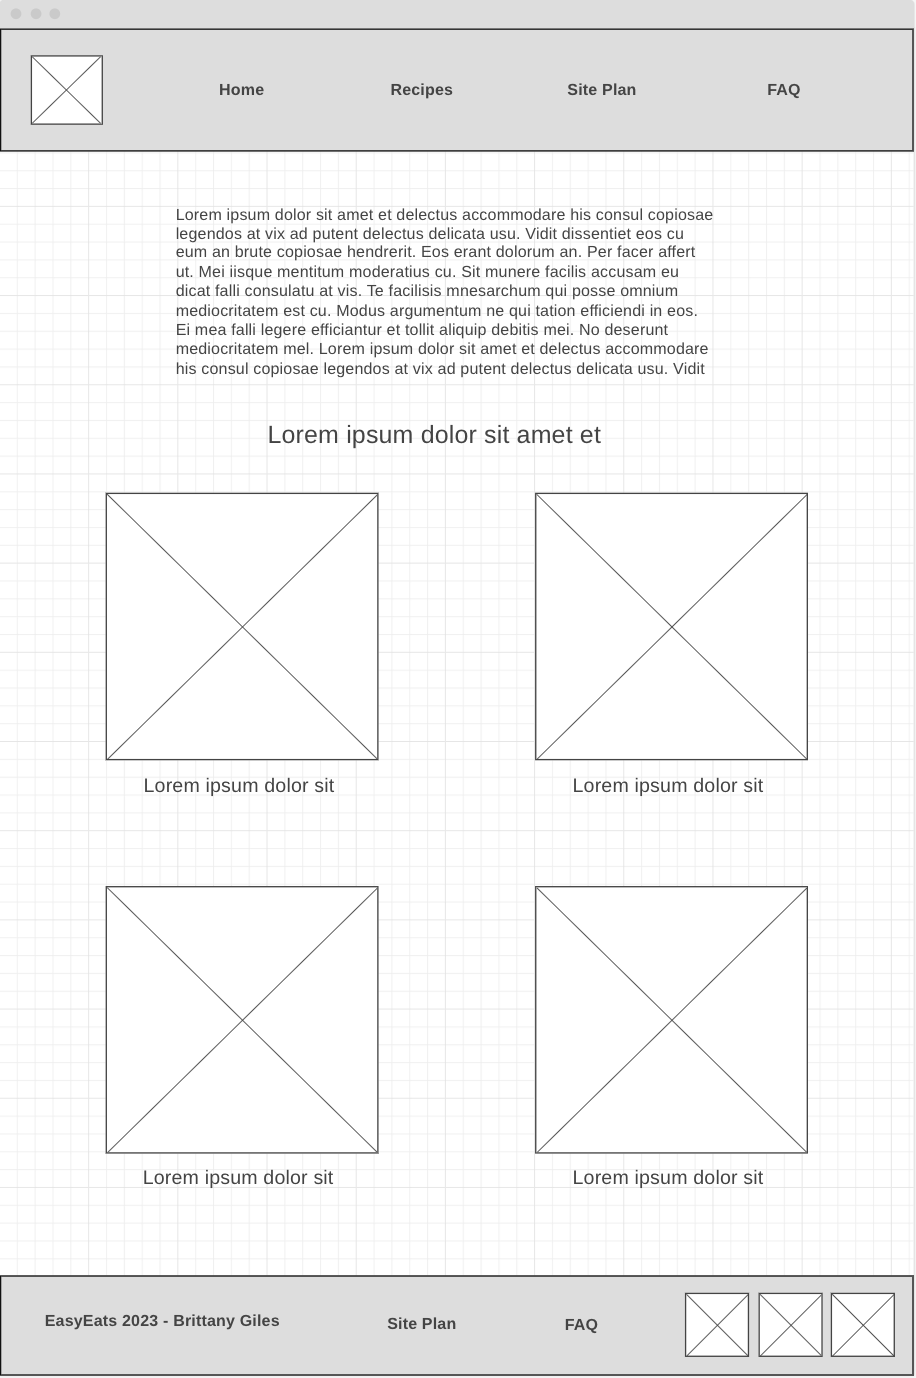 Home Recipes Site Plan FAQ
Lorem ipsum dolor sit amet et delectus accommodare his consul copiosae
legendos at vix ad putent delectus delicata usu. Vidit dissentiet eos cu
eum an brute copiosae hendrerit. Eos erant dolorum an. Per facer affert
ut. Mei iisque mentitum moderatius cu. Sit munere facilis accusam eu
dicat falli consulatu at vis. Te facilisis mnesarchum qui posse omnium
mediocritatem est cu. Modus argumentum ne qui tation efficiendi in eos.
Ei mea falli legere efficiantur et tollit aliquip debitis mei. No deserunt
mediocritatem mel. Lorem ipsum dolor sit amet et delectus accommodare
his consul copiosae legendos at vix ad putent delectus delicata usu. Vidit
Lorem ipsum dolor sit amet et
Lorem ipsum dolor sit
Lorem ipsum dolor sit
Lorem ipsum dolor sit
Lorem ipsum dolor sit
EasyEats 2023 - Brittany Giles Site Plan FAQ